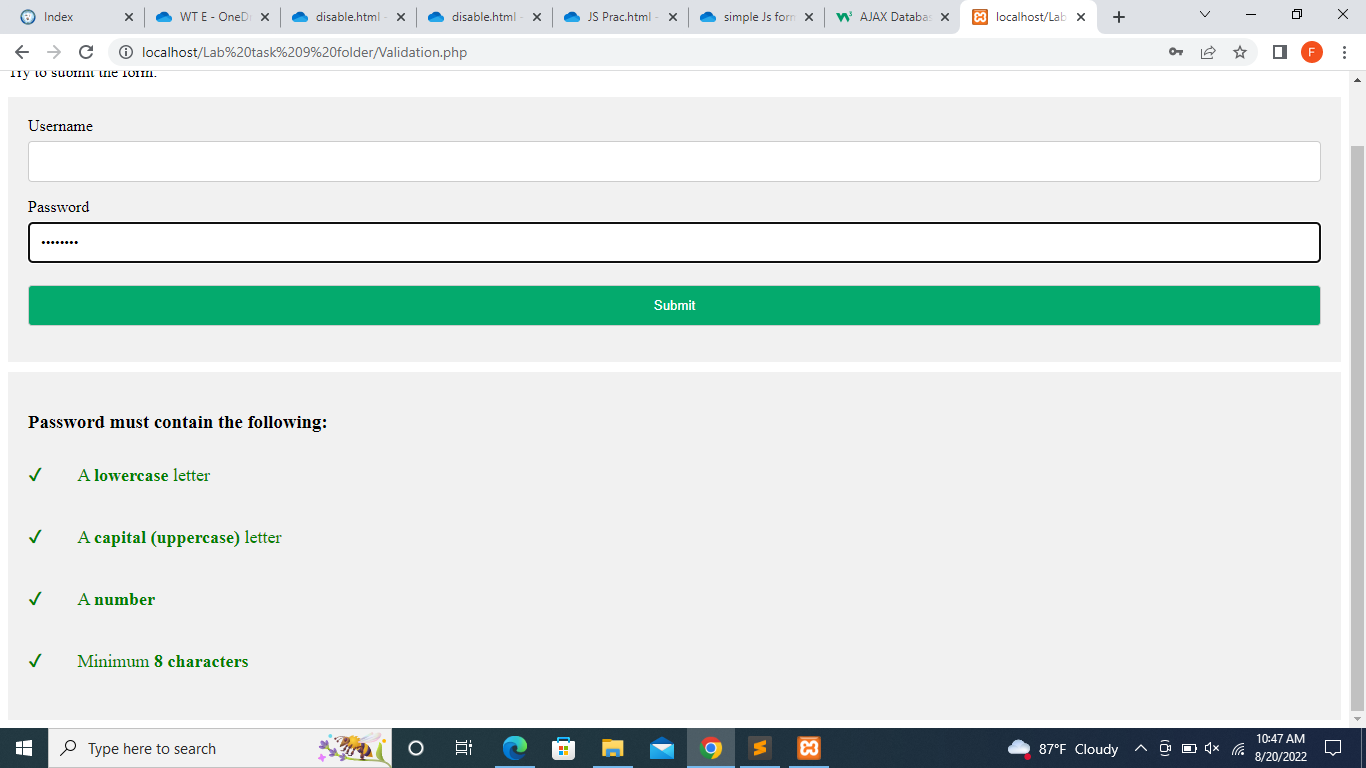 Index
WT E - OneD
disable.html -
disable.html -
JS Prac.html -
simple Js form
AJAX Databas
localhost/Lab
localhost/Lab%20task%209%20folder/Validation.php
F
Try to submit the form.
Username
Password
••••••••
Submit
Password must contain the following:
✓ A lowercase letter
✓ A capital (uppercase) letter
✓ A number
✓ Minimum 8 characters
Type here to search
87°F Cloudy
10:47 AM
8/20/2022